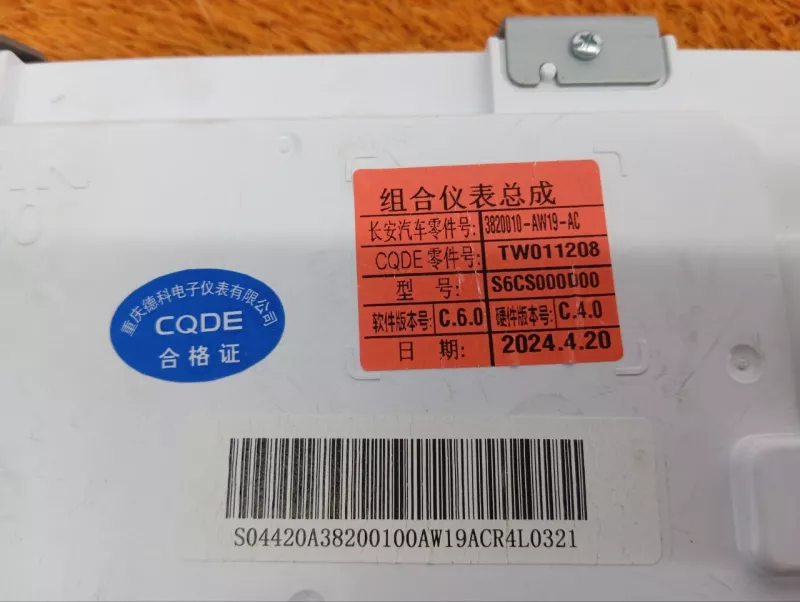 组合仪表总成
长安汽车零件号: 3820010-AW19-AC
CQDE 零件号: TW011208
型 号: S6CS000D00
软件版本号: C.6.0 硬件版本号: C.4.0
日 期: 2024.4.20
重庆德科电子仪表有限公司
CQDE
合格证
S04420A38200100AW19ACR4L0321